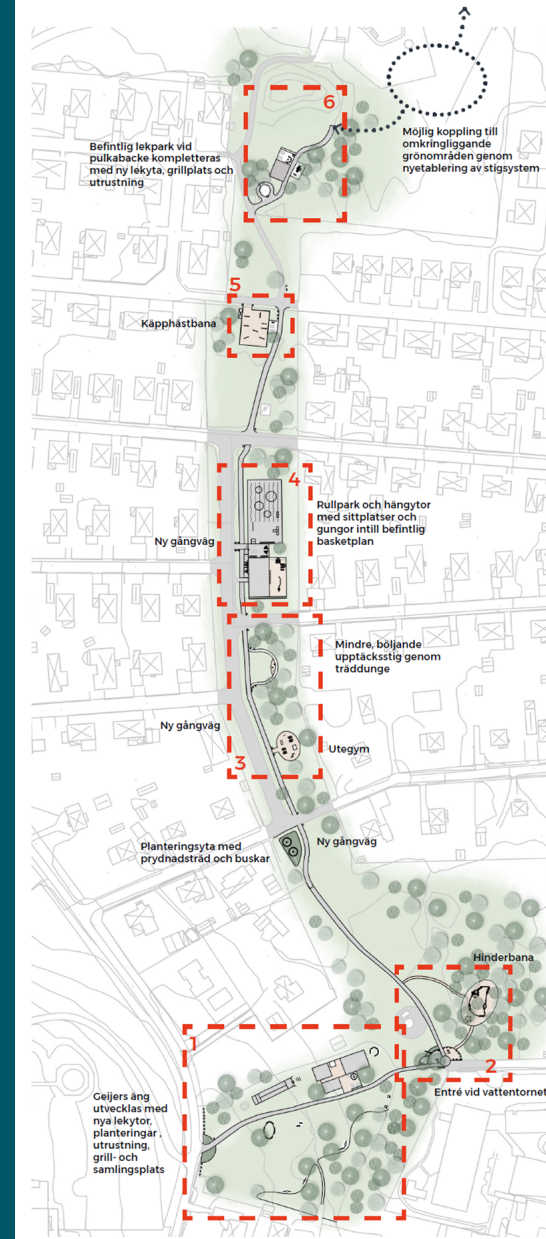 6
Befintlig lekpark vid
pulkabacke kompletteras
med ny lekyta, grillplats och
utrustning
Möjlig koppling till
omkringliggande
grönområden genom
nyetablering av stigsystem
5
Käpphästbana
4
Rullpark och hängytor
med sittplatser och
gungor intill befintlig
basketplan
Ny gångväg
Mindre, böljande
upptäcksstig genom
träddunge
Ny gångväg
Utegym
3
Ny gångväg
Planteringsyta med
prydnadsträd och buskar
Hinderbana
2
Entré vid vattentornet
1
Geijers äng
utvecklas med
nya lekytor,
planteringar ,
utrustning,
grill- och
samlingsplats